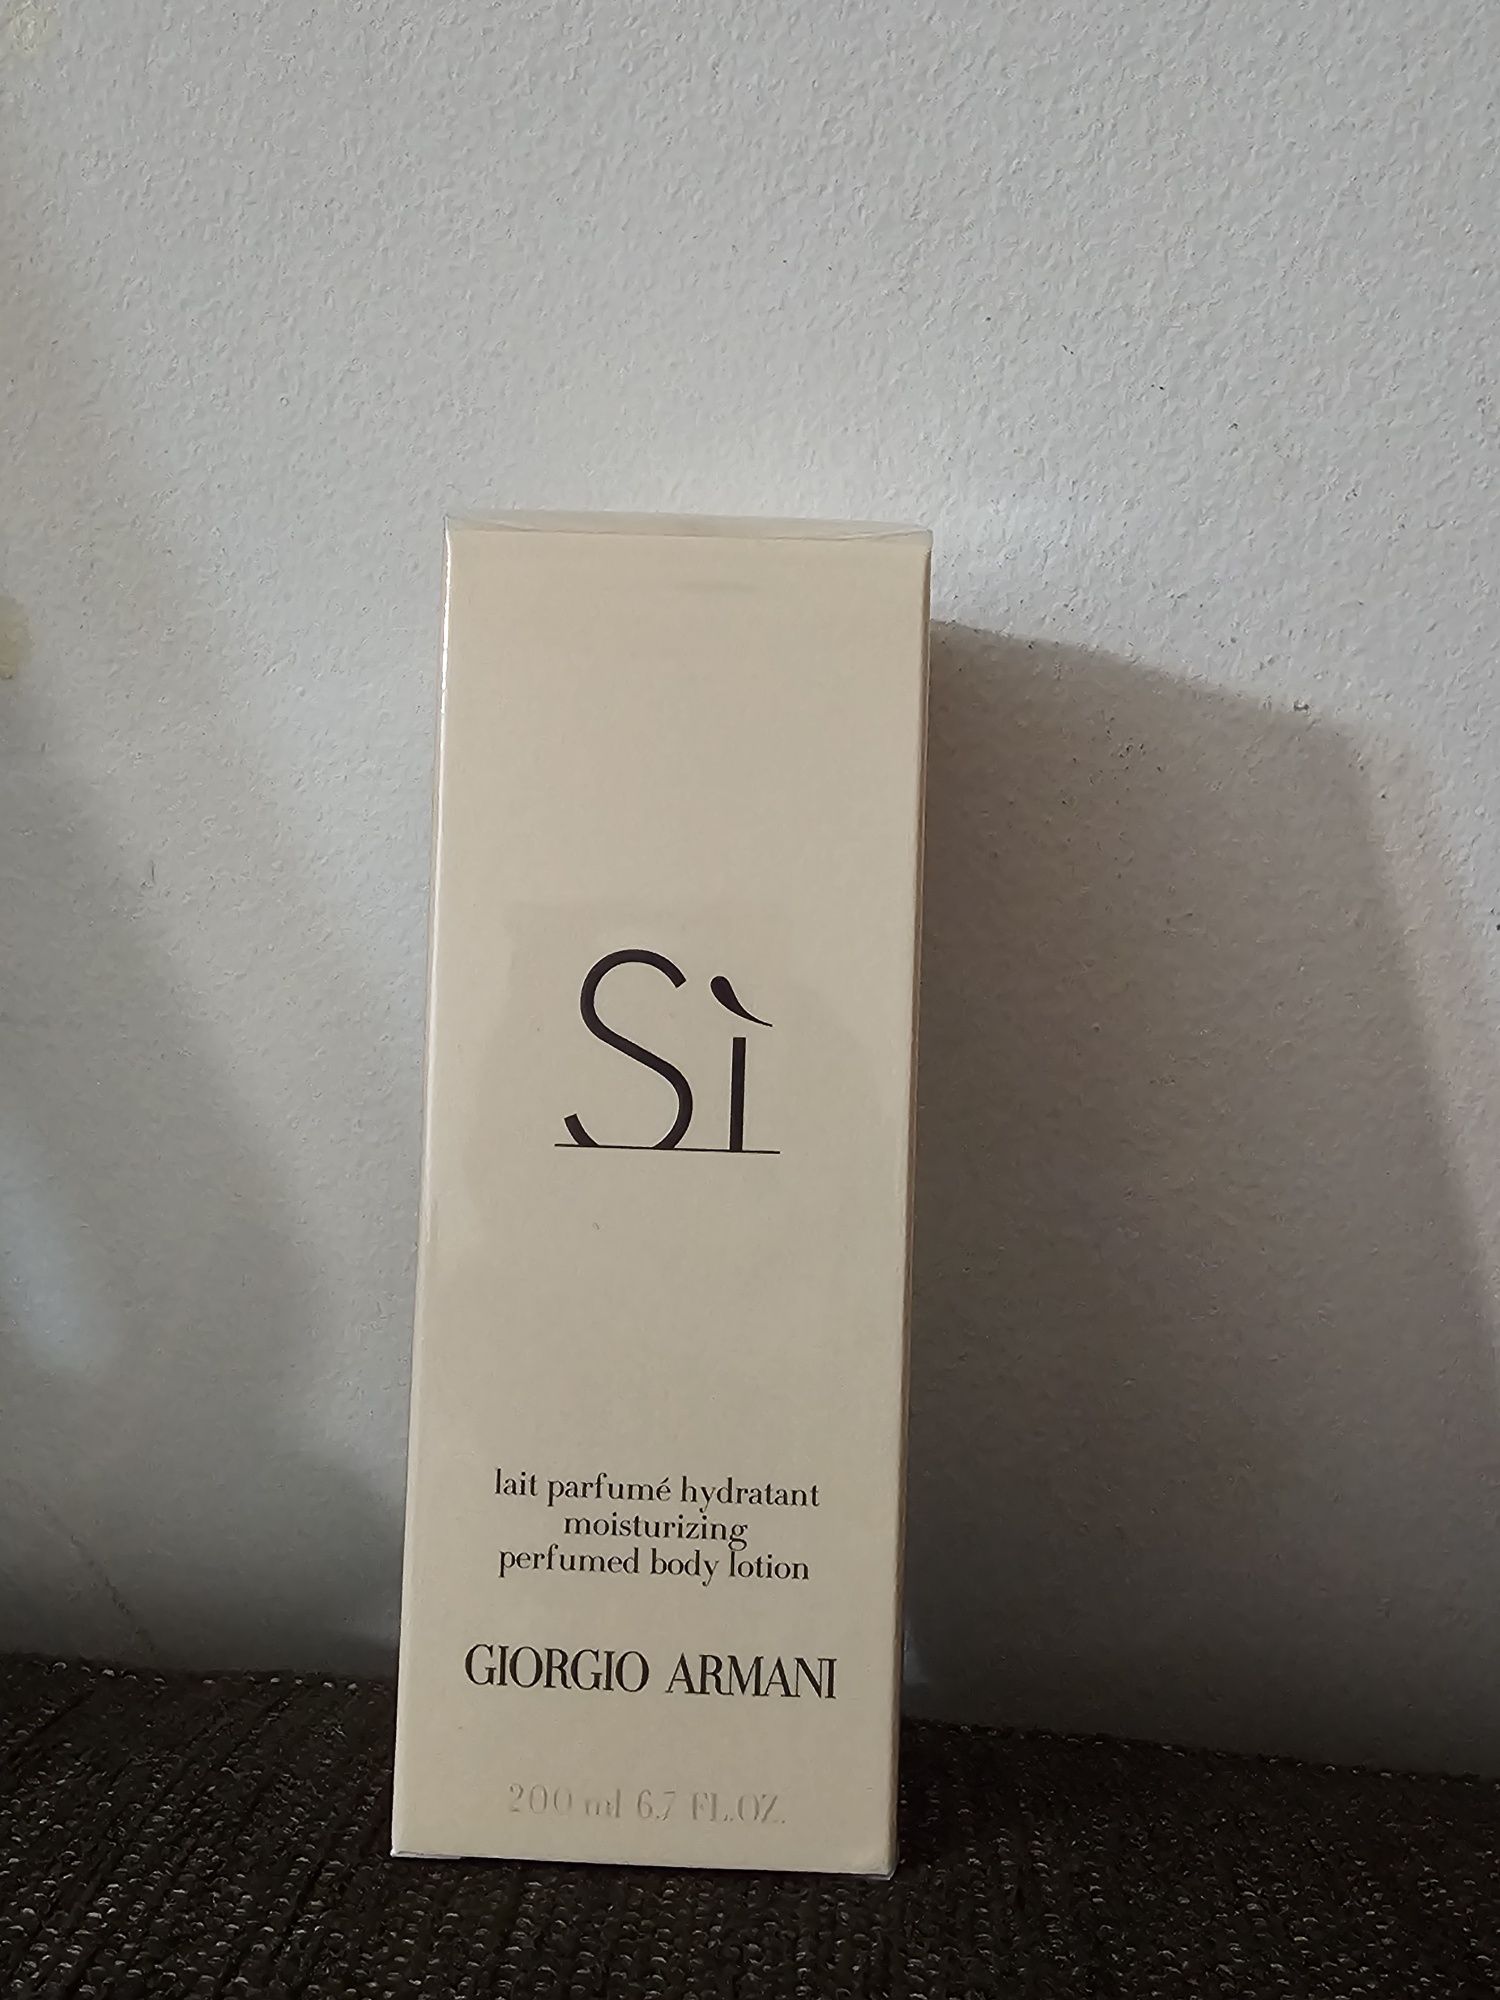 Sì
lait parfumé hydratant
moisturizing
perfumed body lotion
GIORGIO ARMANI
200 ml 6.7 FL.OZ.